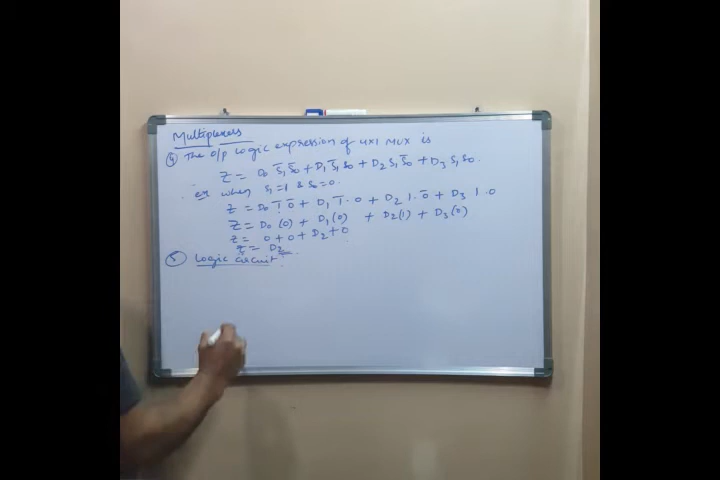 Multiplexers
④ The o/p Logic expression of 4x1 MUX is
Z = D₀ S̅₁ S̅₀ + D₁ S̅₁ S₀ + D₂ S₁ S̅₀ + D₃ S₁ S₀.
ex when S₁=1 & S₀=0.
Z = D₀ 1̅ 0̅ + D₁ 1̅·0 + D₂ 1·0̅ + D₃ 1·0
Z = D₀ (0) + D₁ (0) + D₂ (1) + D₃ (0)
Z = 0 + 0 + D₂ + 0
Z = D₂
⑤ Logic circuit :